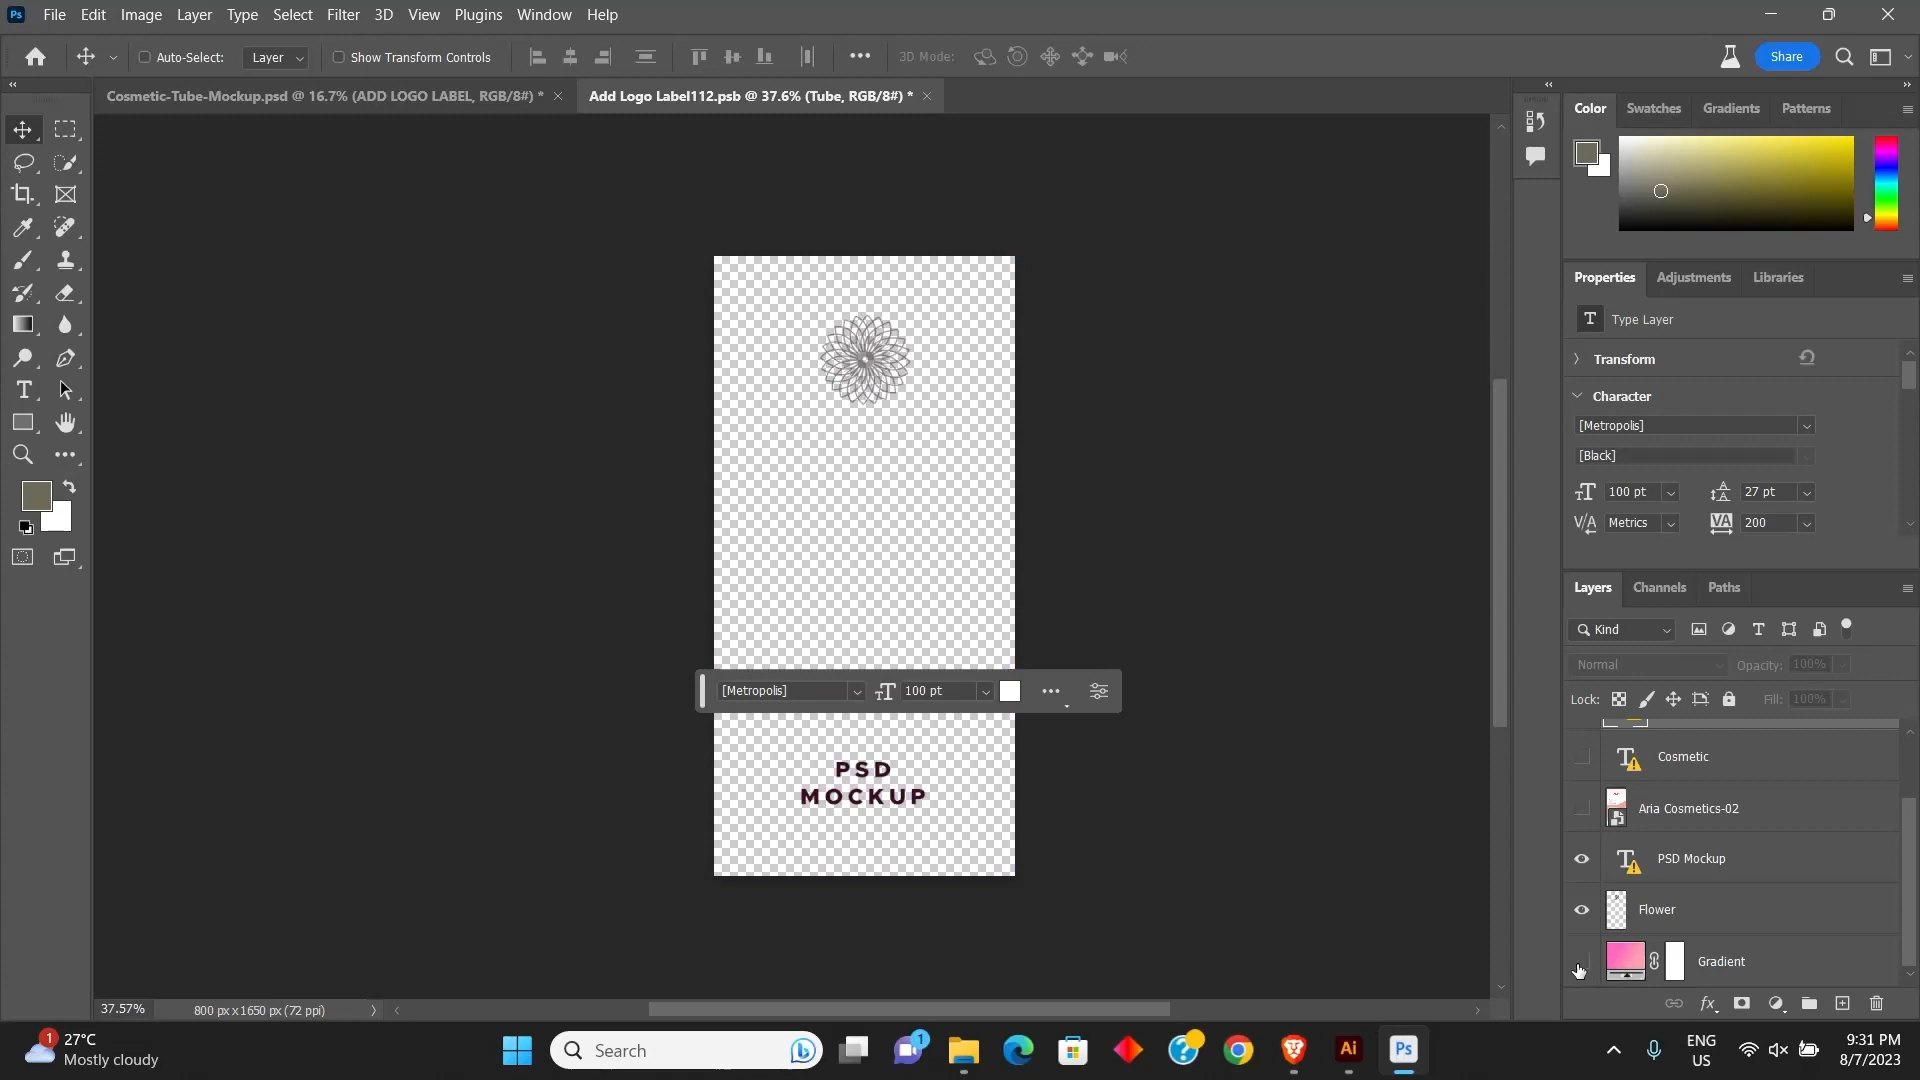 File Edit Image Layer Type Select Filter 3D View Plugins Window Help
Auto-Select: Layer Show Transform Controls 3D Mode: Share
Cosmetic-Tube-Mockup.psd @ 16.7% (ADD LOGO LABEL, RGB/8#) * Add Logo Label112.psb @ 37.6% (Tube, RGB/8#) *
Color Swatches Gradients Patterns
Properties Adjustments Libraries
Type Layer
Transform
Character
[Metropolis]
[Black]
100 pt 27 pt
Metrics 200
Layers Channels Paths
Kind
Normal Opacity: 100%
Lock: Fill: 100%
Cosmetic
Aria Cosmetics-02
PSD Mockup
Flower
Gradient
[Metropolis] 100 pt
PSD
MOCKUP
37.57% 800 px x 1650 px (72 ppi)
1 27°C
Mostly cloudy
Search
1
Ai Ps
ENG
US
9:31 PM
8/7/2023